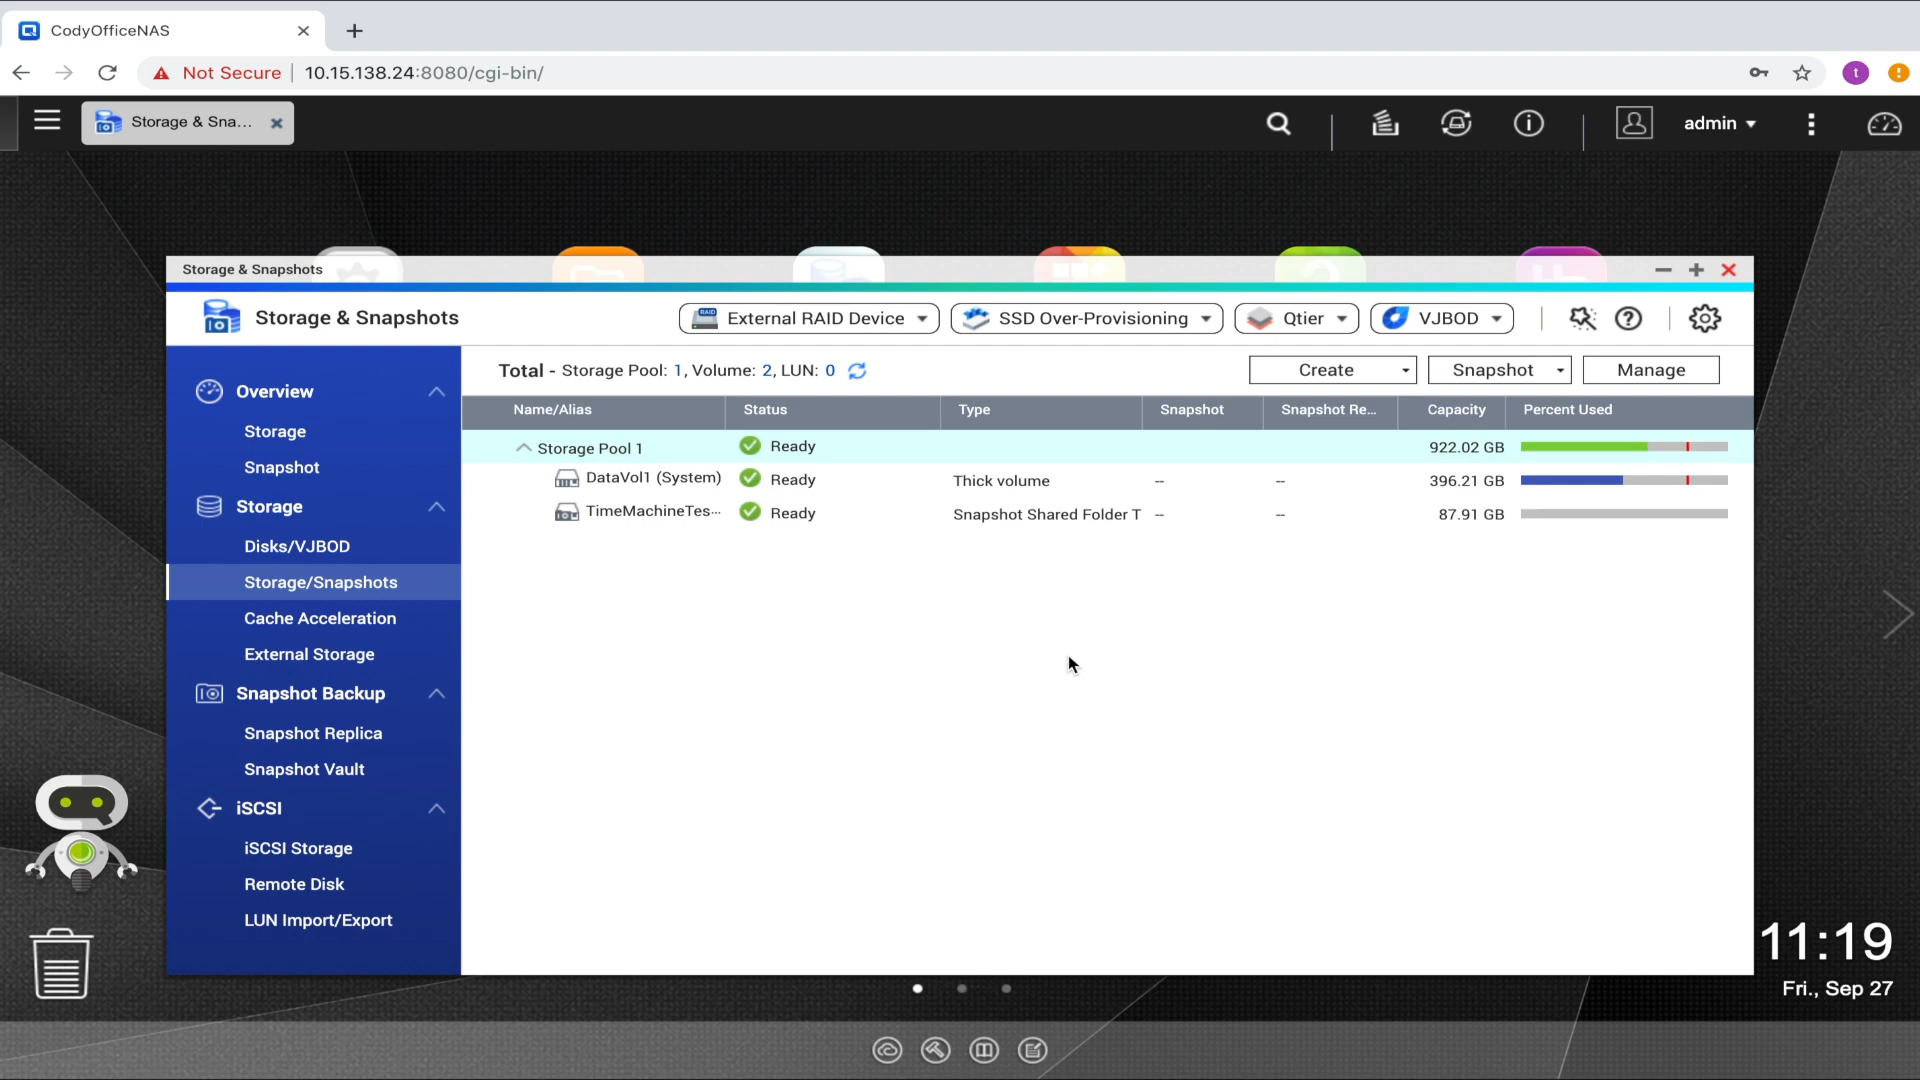 CodyOfficeNAS
Not Secure 10.15.138.24:8080/cgi-bin/
t
Storage & Sna...
admin
Storage & Snapshots
Storage & Snapshots
External RAID Device
SSD Over-Provisioning
Qtier
VJBOD
Total - Storage Pool: 1, Volume: 2, LUN: 0
Create
Snapshot
Manage
Name/Alias Status Type Snapshot Snapshot Re... Capacity Percent Used
Storage Pool 1 Ready 922.02 GB
DataVol1 (System) Ready Thick volume -- -- 396.21 GB
TimeMachineTes... Ready Snapshot Shared Folder T -- -- 87.91 GB
Overview
Storage
Snapshot
Storage
Disks/VJBOD
Storage/Snapshots
Cache Acceleration
External Storage
Snapshot Backup
Snapshot Replica
Snapshot Vault
iSCSI
iSCSI Storage
Remote Disk
LUN Import/Export
11:19
Fri., Sep 27